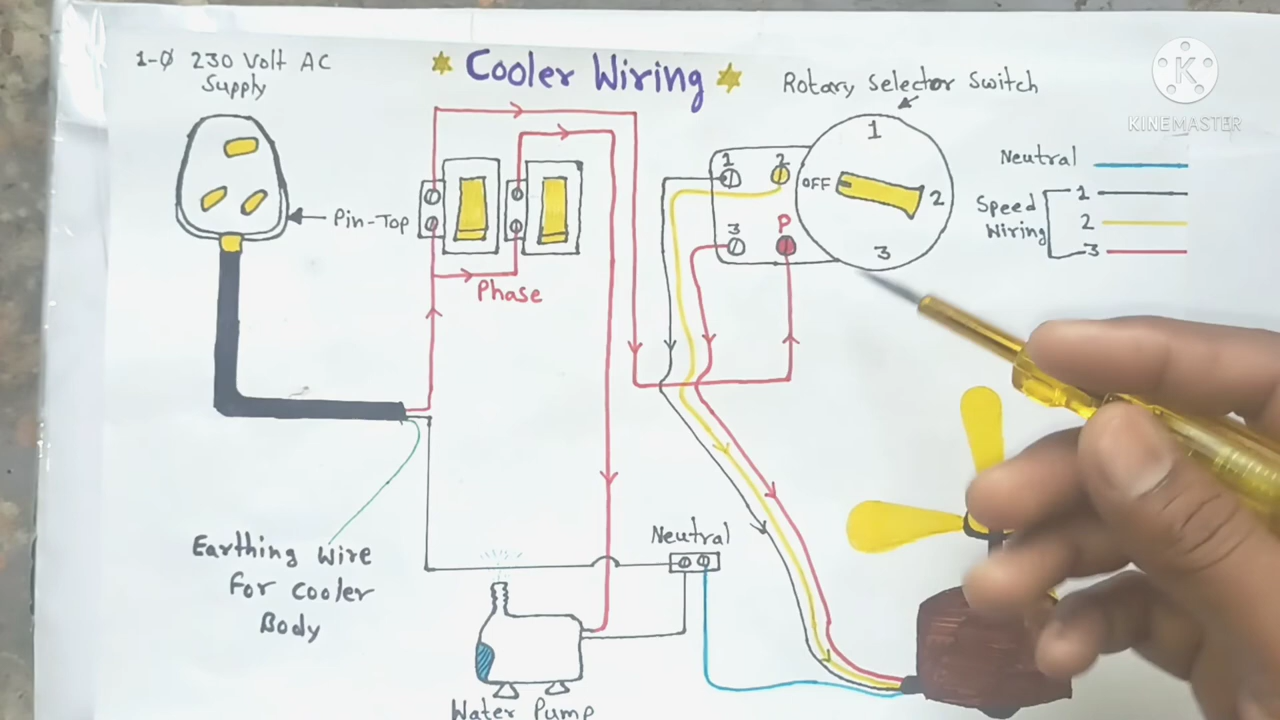 1-Ø 230 Volt AC
Supply
Cooler Wiring
Rotary Selector Switch
K
KINEMASTER
1
2
3
OFF
1
2
3
P
Neutral
Speed
Wiring
1
2
3
Pin-Top
Phase
Earthing Wire
For Cooler
Body
Neutral
Water Pump